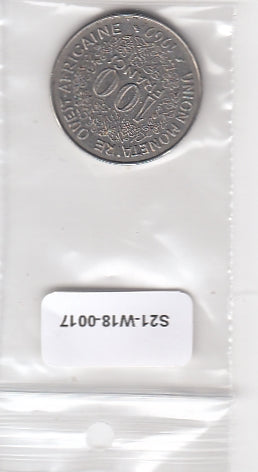 UNION MONETAIRE OUEST AFRICAINE
100
FRANCS
S21-W18-0017